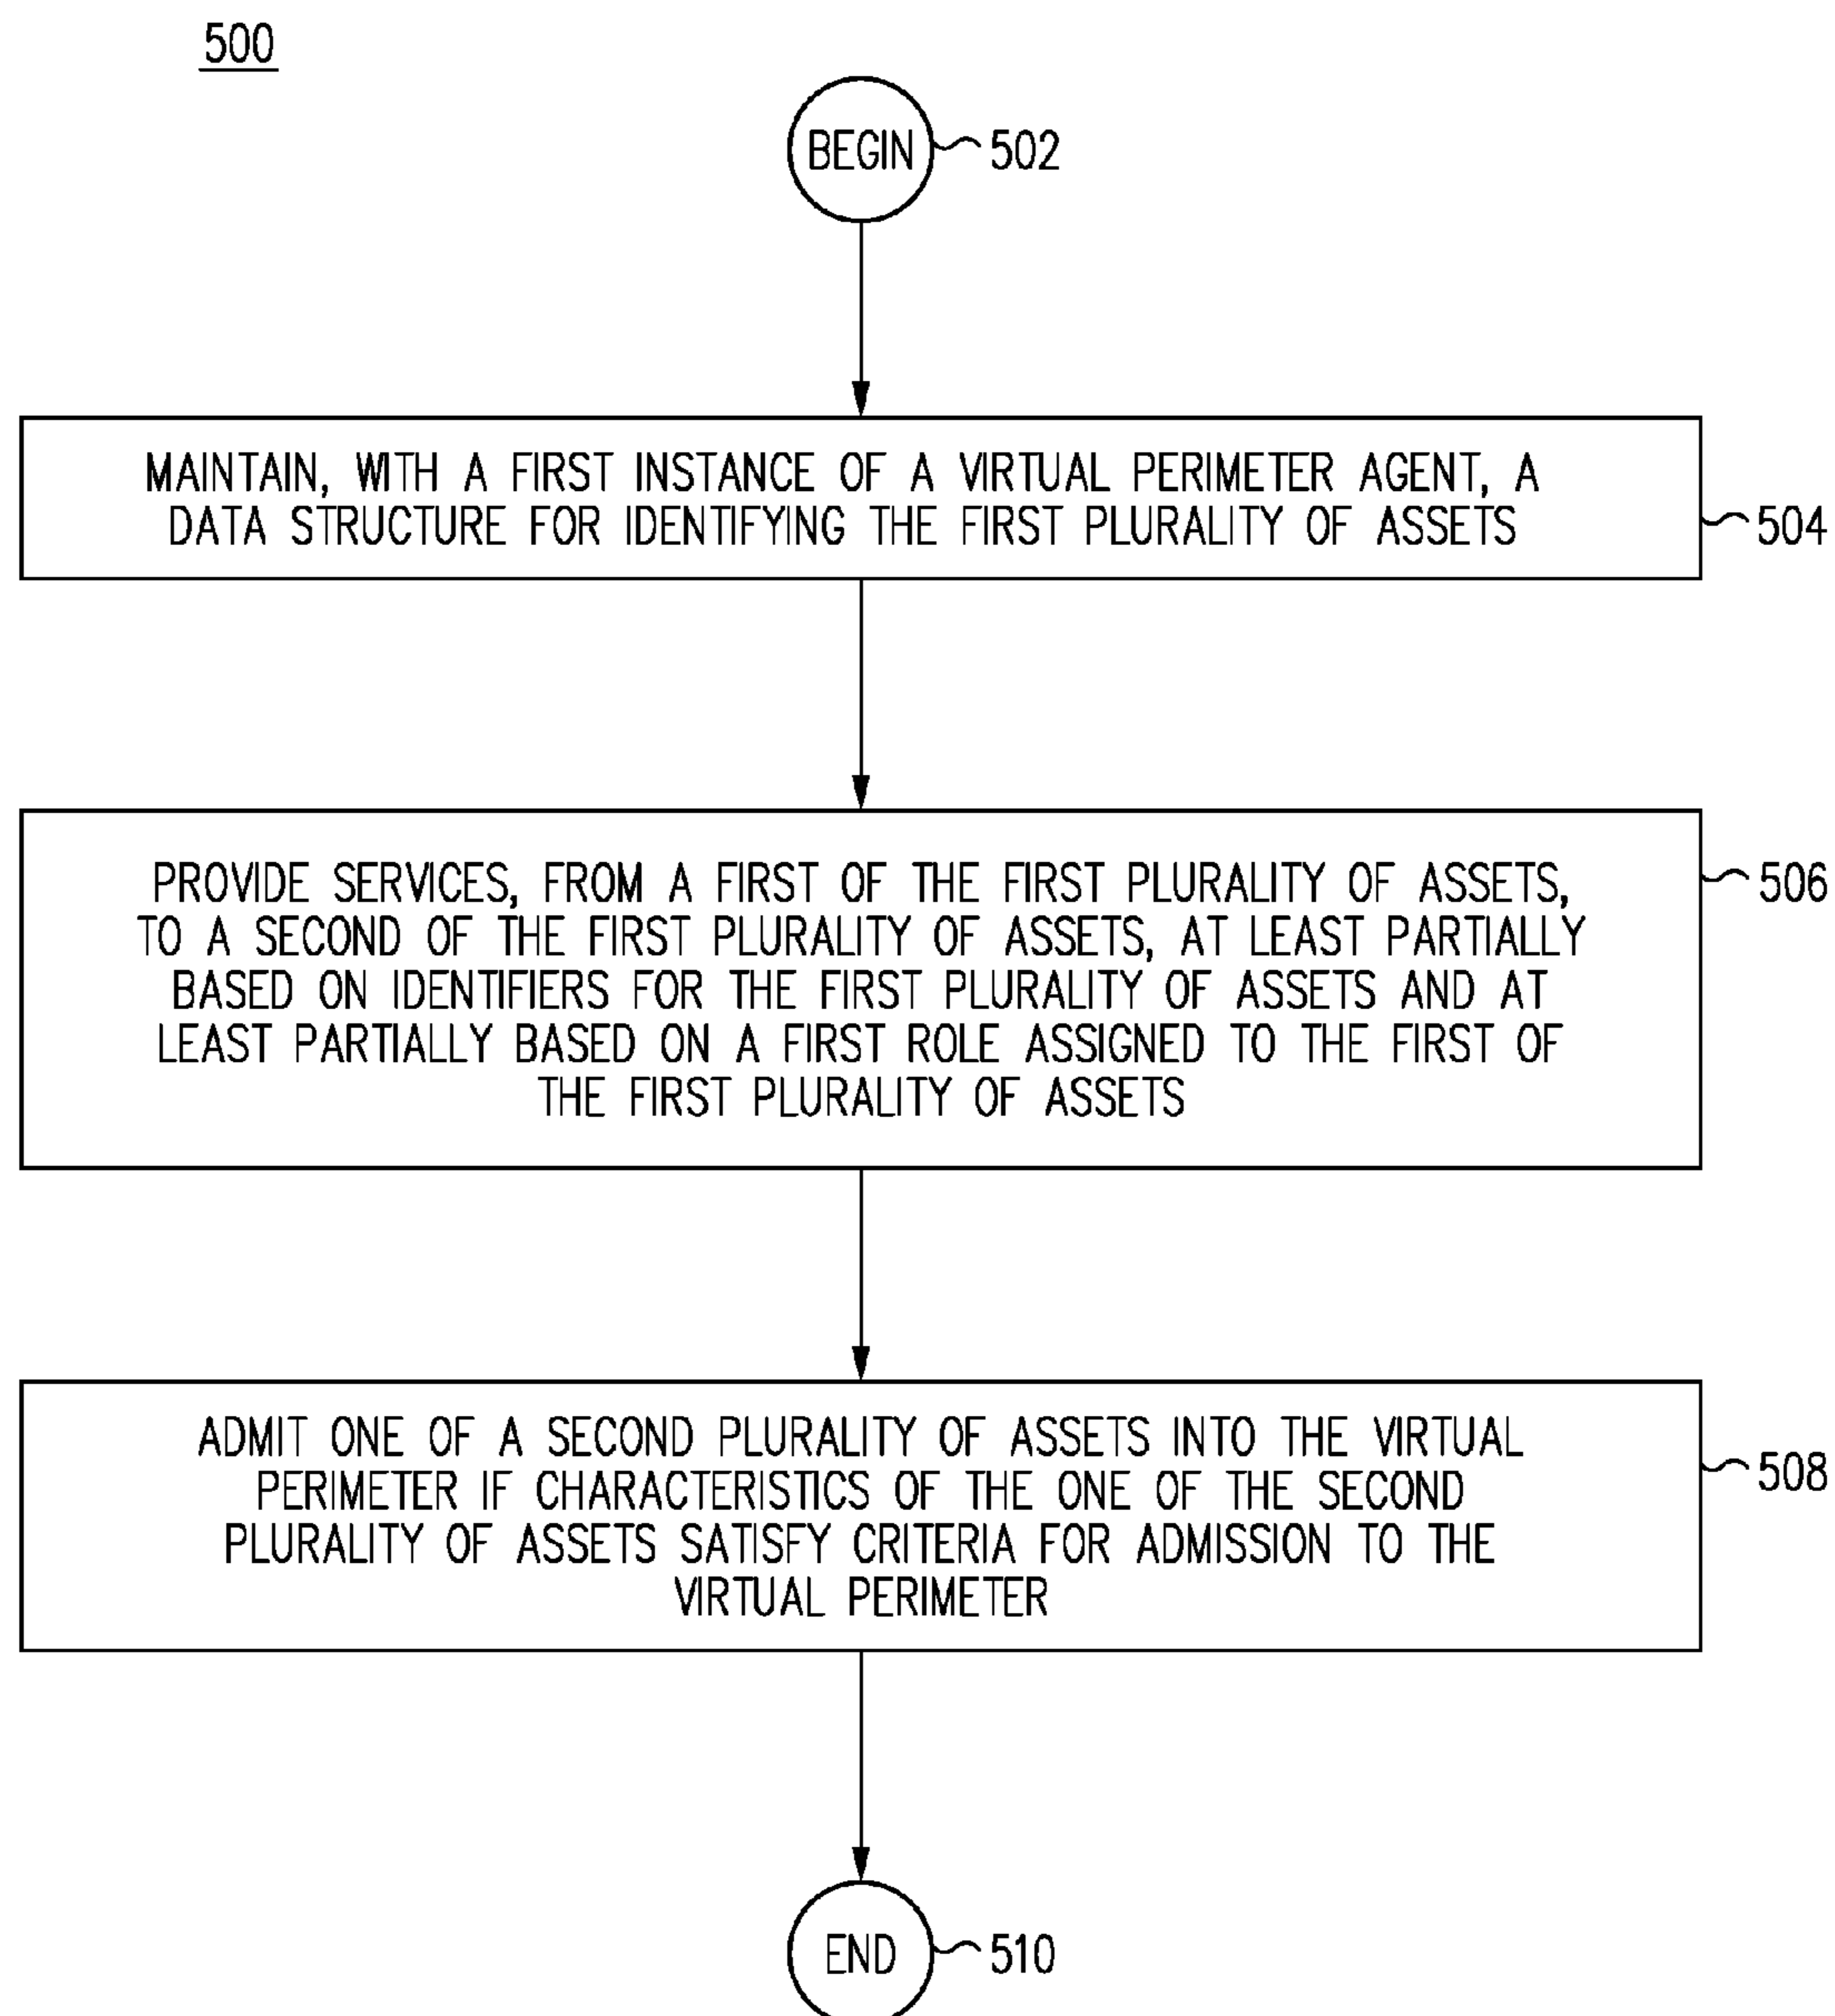 500
BEGIN
502
MAINTAIN, WITH A FIRST INSTANCE OF A VIRTUAL PERIMETER AGENT, A
DATA STRUCTURE FOR IDENTIFYING THE FIRST PLURALITY OF ASSETS
504
PROVIDE SERVICES, FROM A FIRST OF THE FIRST PLURALITY OF ASSETS,
TO A SECOND OF THE FIRST PLURALITY OF ASSETS, AT LEAST PARTIALLY
BASED ON IDENTIFIERS FOR THE FIRST PLURALITY OF ASSETS AND AT
LEAST PARTIALLY BASED ON A FIRST ROLE ASSIGNED TO THE FIRST OF
THE FIRST PLURALITY OF ASSETS
506
ADMIT ONE OF A SECOND PLURALITY OF ASSETS INTO THE VIRTUAL
PERIMETER IF CHARACTERISTICS OF THE ONE OF THE SECOND
PLURALITY OF ASSETS SATISFY CRITERIA FOR ADMISSION TO THE
VIRTUAL PERIMETER
508
END
510